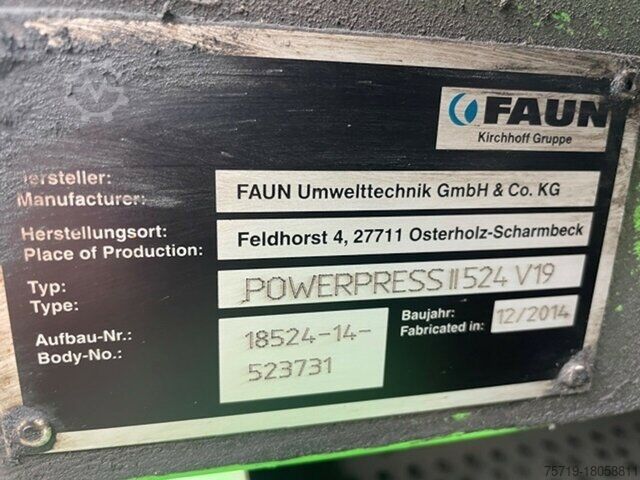 FAUN
Kirchhoff Gruppe
Hersteller:
Manufacturer:
FAUN Umwelttechnik GmbH & Co. KG
Herstellungsort:
Place of Production:
Feldhorst 4, 27711 Osterholz-Scharmbeck
Typ:
Type:
POWERPRESS II 524 V19
Aufbau-Nr.:
Body-No.:
18524-14-
523731
Baujahr:
Fabricated in:
12/2014
75719-18058811